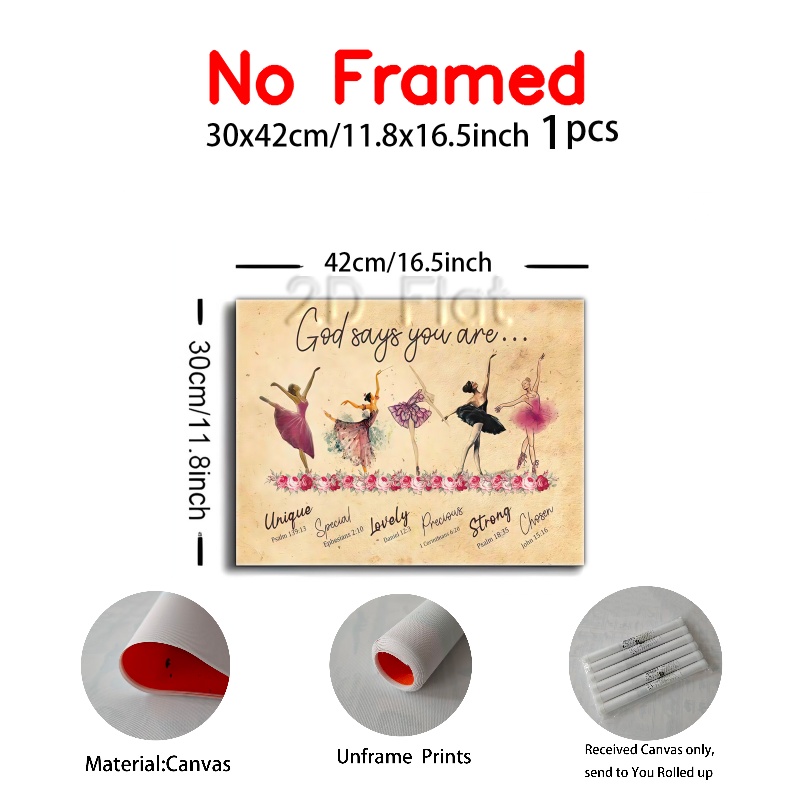 No Framed
30x42cm/11.8x16.5inch 1pcs
42cm/16.5inch
2D Flat
30cm/11.8inch
God says you are...
Unique Special Lovely Precious Strong Chosen
Psalm 139:13 Ephesians 2:10 Daniel 12:3 1 Corinthians 6:20 Psalm 18:35 John 15:16
Material:Canvas
Unframe Prints
Received Canvas only,
send to You Rolled up